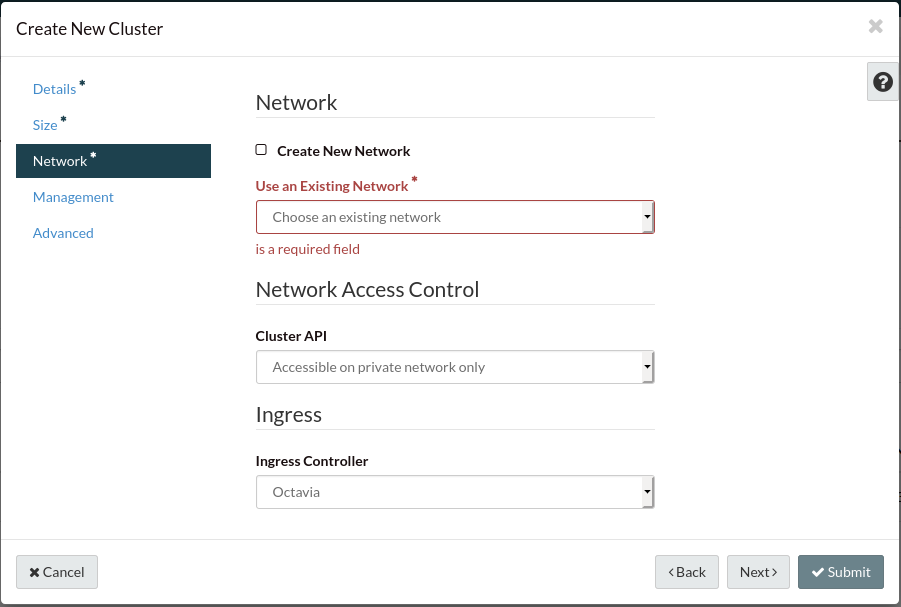 Create New Cluster
Details *
Size *
Network *
Management
Advanced
Network
Create New Network
Use an Existing Network *
Choose an existing network
is a required field
Network Access Control
Cluster API
Accessible on private network only
Ingress
Ingress Controller
Octavia
Cancel
Back
Next
Submit